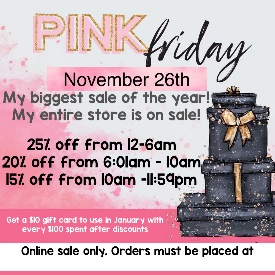 PINK
friday
November 26th
My biggest sale of the year!
My entire store is on sale!
25% off from 12-6am
20% off from 6:01am - 10am
15% off from 10am -11:59pm
Get a $10 gift card to use in January with
every $100 spent after discounts
Online sale only. Orders must be placed at